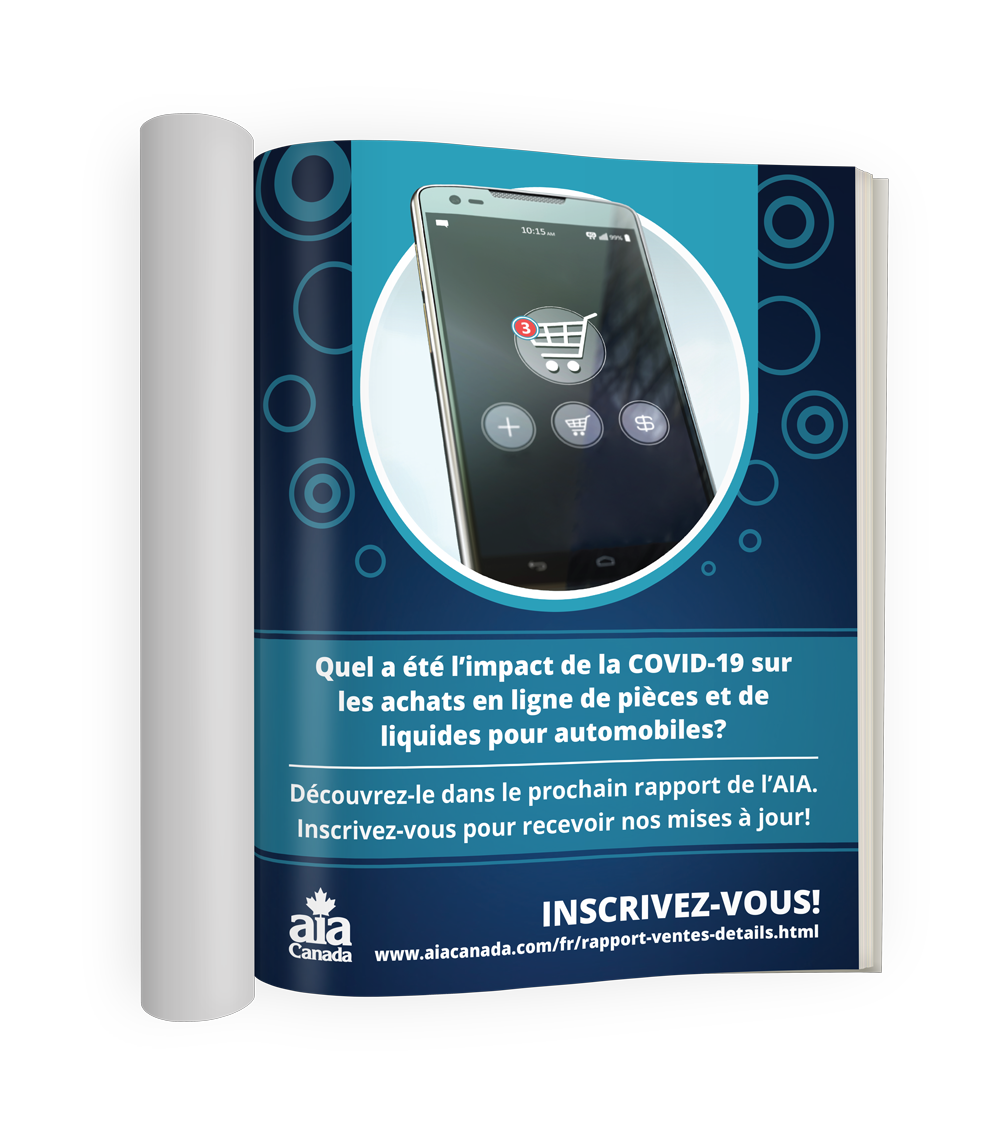 10:15 AM
99%
3
$
Quel a été l’impact de la COVID-19 sur
les achats en ligne de pièces et de
liquides pour automobiles?
Découvrez-le dans le prochain rapport de l’AIA.
Inscrivez-vous pour recevoir nos mises à jour!
aia
Canada
INSCRIVEZ-VOUS!
www.aiacanada.com/fr/rapport-ventes-details.html